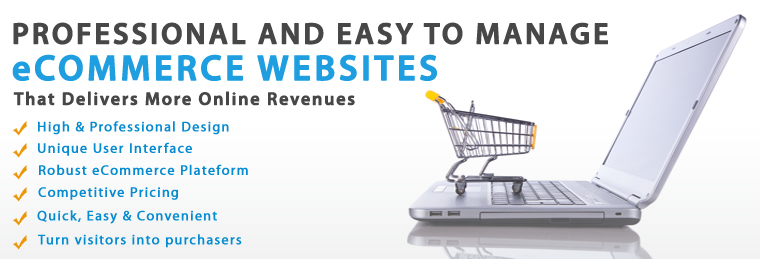 PROFESSIONAL AND EASY TO MANAGE
eCOMMERCE WEBSITES
That Delivers More Online Revenues
High & Professional Design
Unique User Interface
Robust eCommerce Plateform
Competitive Pricing
Quick, Easy & Convenient
Turn visitors into purchasers